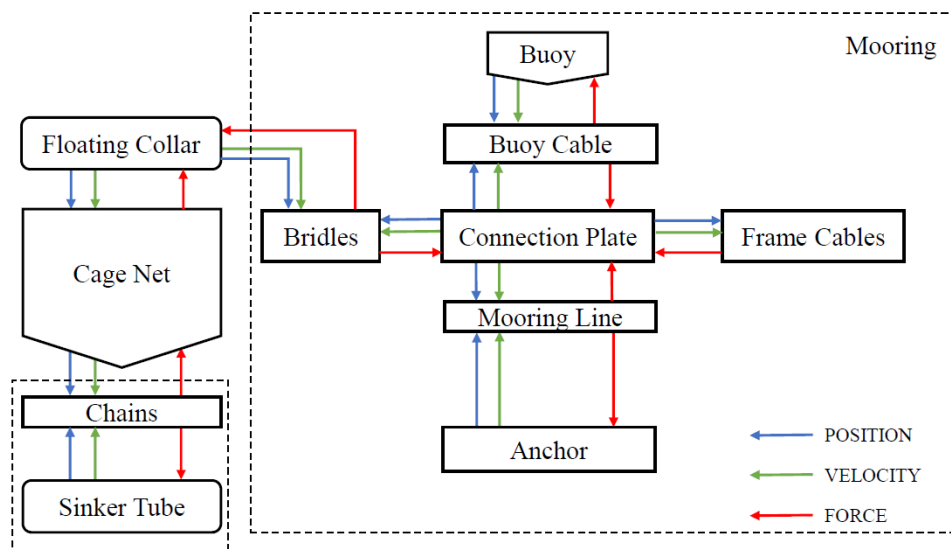 Mooring
Buoy
Floating Collar
Buoy Cable
Bridles
Connection Plate
Frame Cables
Cage Net
Mooring Line
Chains
Anchor
Sinker Tube
POSITION
VELOCITY
FORCE